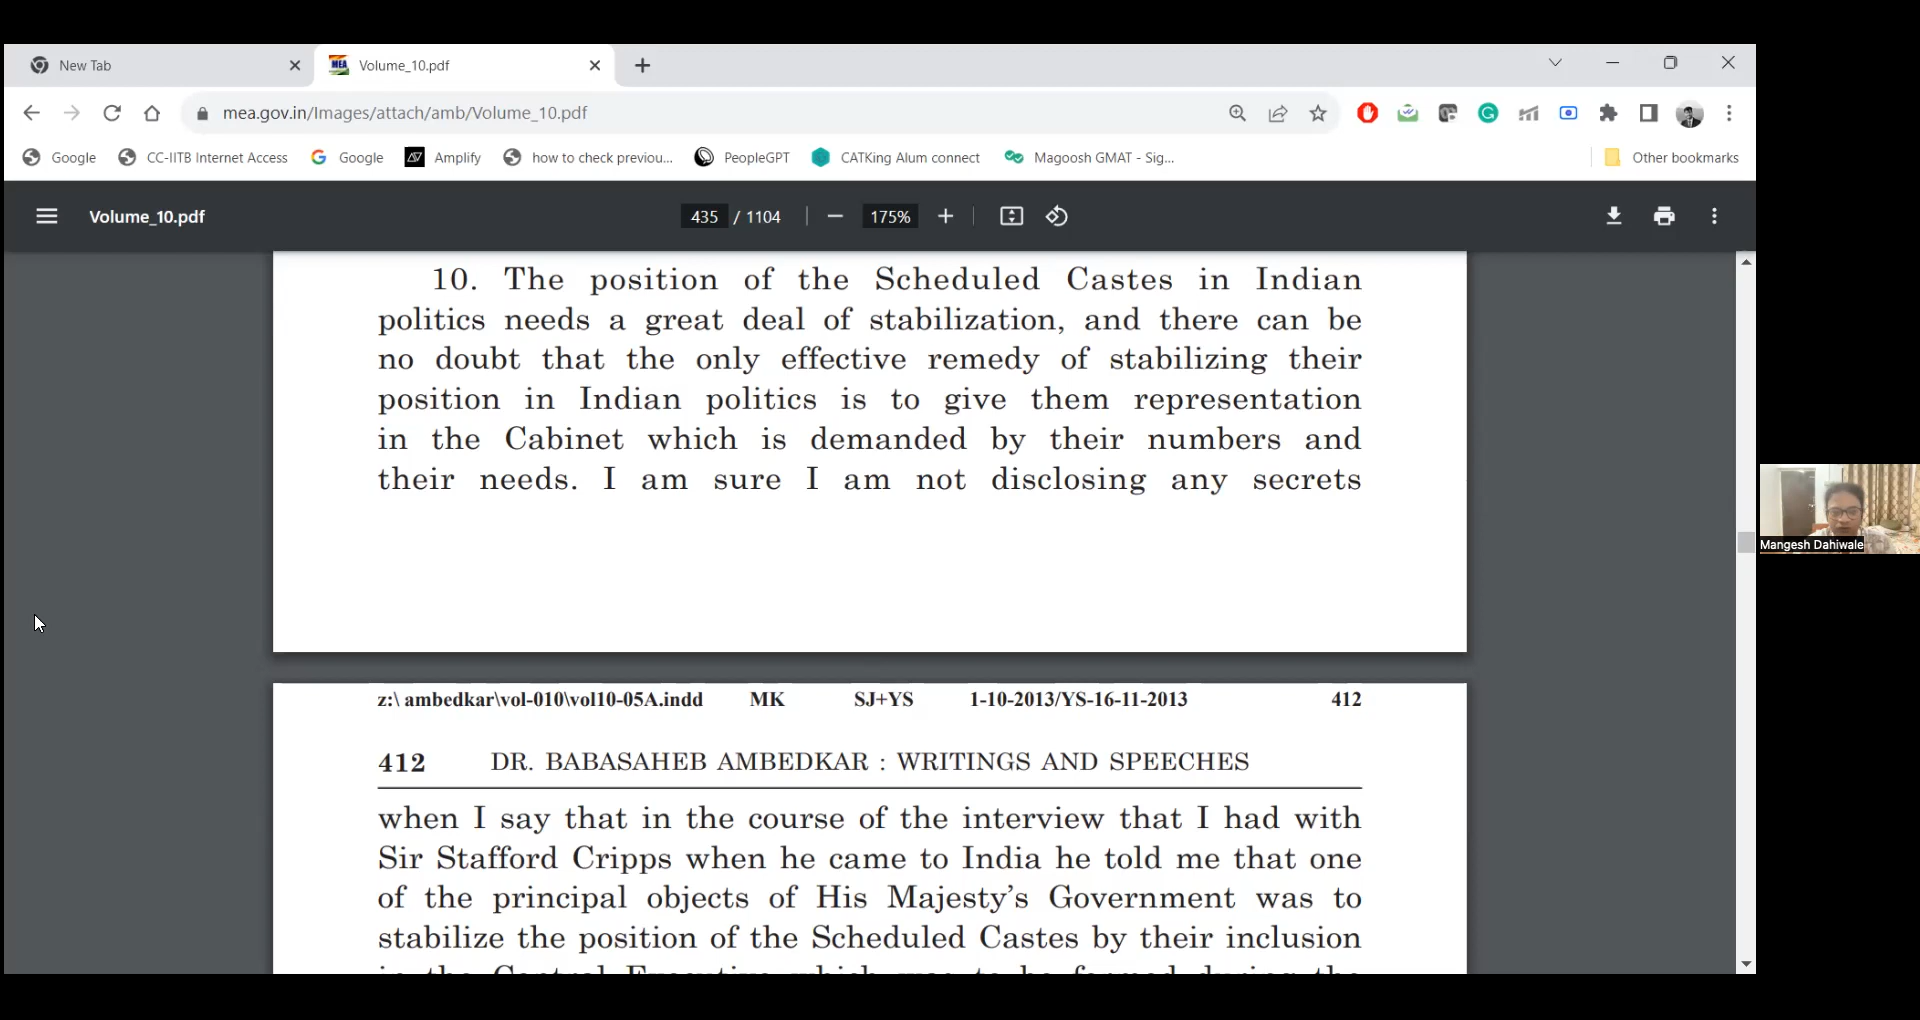 New Tab
Volume_10.pdf
mea.gov.in/Images/attach/amb/Volume_10.pdf
Google
CC-IITB Internet Access
Google
Amplify
how to check previou...
PeopleGPT
CATKing Alum connect
Magoosh GMAT - Sig...
Other bookmarks
Volume_10.pdf
435 / 1104
175%
10. The position of the Scheduled Castes in Indian
politics needs a great deal of stabilization, and there can be
no doubt that the only effective remedy of stabilizing their
position in Indian politics is to give them representation
in the Cabinet which is demanded by their numbers and
their needs. I am sure I am not disclosing any secrets
Mangesh Dahiwale
z:\ ambedkar\vol-010\vol10-05A.indd MK SJ+YS 1-10-2013/YS-16-11-2013 412
412 DR. BABASAHEB AMBEDKAR : WRITINGS AND SPEECHES
when I say that in the course of the interview that I had with
Sir Stafford Cripps when he came to India he told me that one
of the principal objects of His Majesty’s Government was to
stabilize the position of the Scheduled Castes by their inclusion